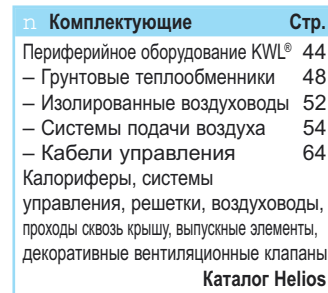 n Комплектующие Стр.
Периферийное оборудование KWL® 44
– Грунтовые теплообменники 48
– Изолированные воздуховоды 52
– Системы подачи воздуха 54
– Кабели управления 64
Калориферы, системы
управления, решетки, воздуховоды,
проходы сквозь крышу, выпускные элементы,
декоративные вентиляционные клапаны
Каталог Helios